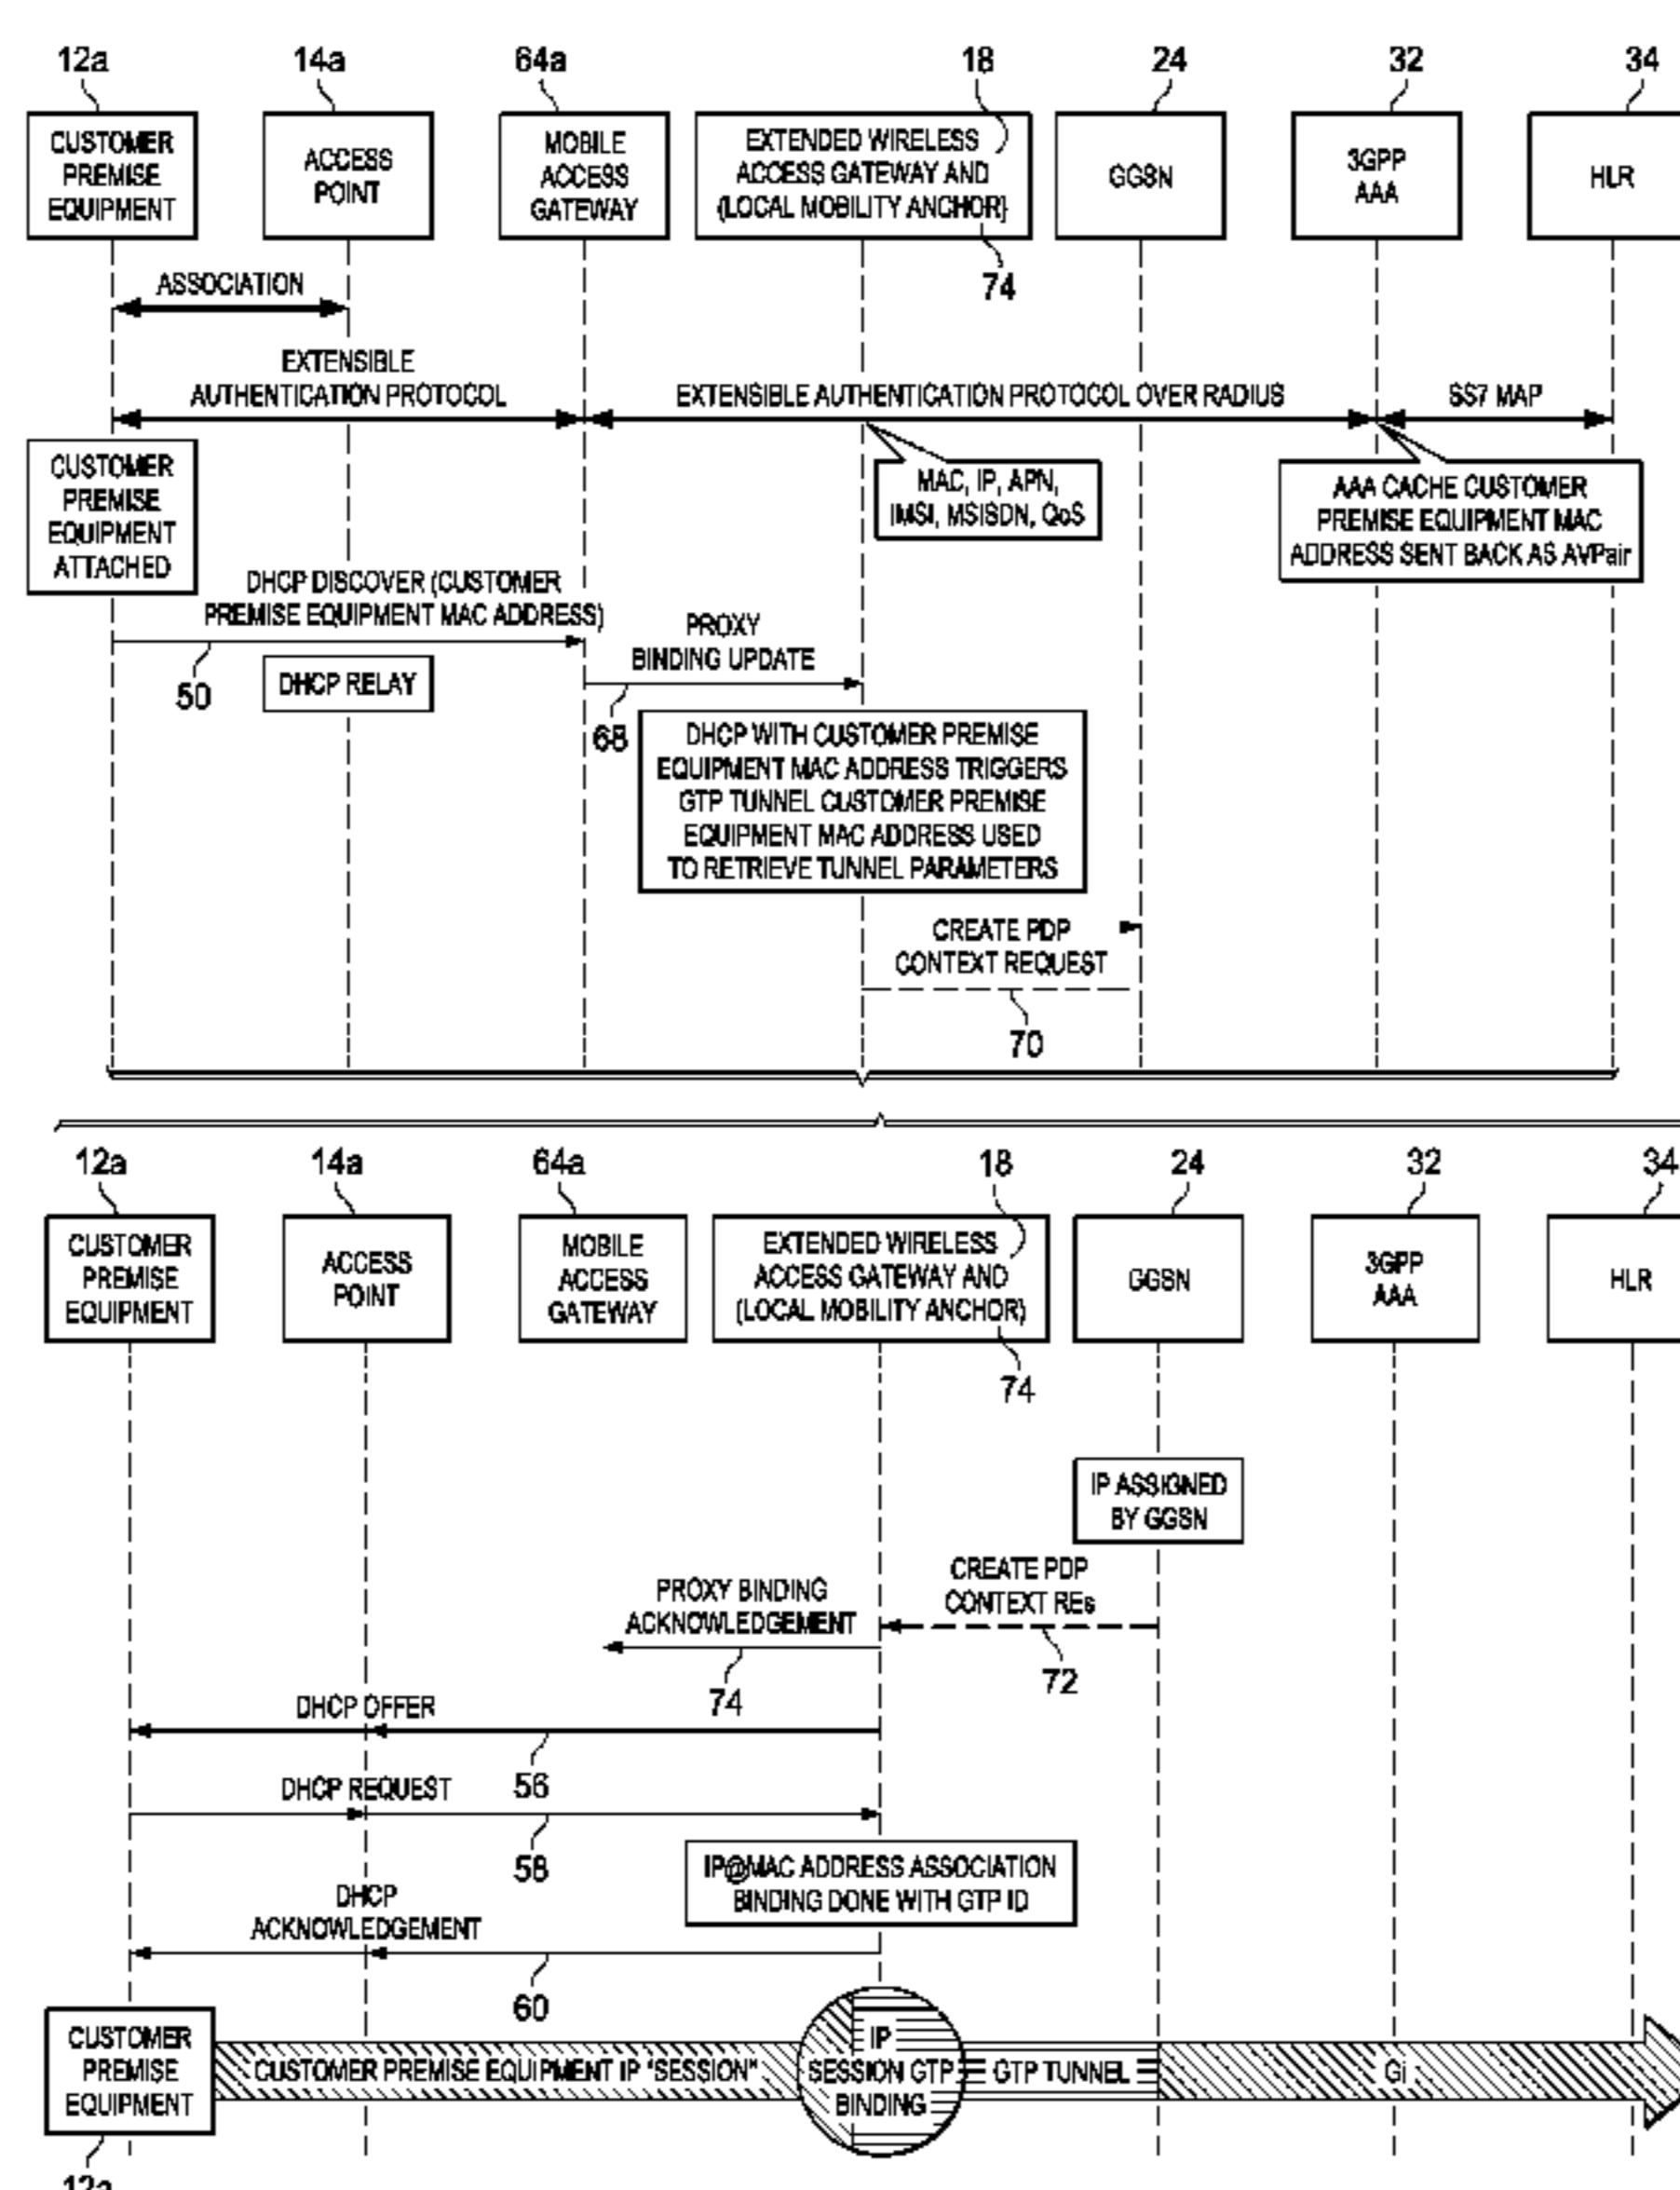 12a
14a
64a
18
24
32
34
CUSTOMER
PREMISE
EQUIPMENT
ACCESS
POINT
MOBILE
ACCESS
GATEWAY
EXTENDED WIRELESS
ACCESS GATEWAY AND
(LOCAL MOBILITY ANCHOR)
GGSN
3GPP
AAA
HLR
74
ASSOCIATION
EXTENSIBLE
AUTHENTICATION PROTOCOL
EXTENSIBLE AUTHENTICATION PROTOCOL OVER RADIUS
SS7 MAP
CUSTOMER
PREMISE
EQUIPMENT
ATTACHED
MAC, IP, APN,
IMSI, MSISDN, QoS
AAA CACHE CUSTOMER
PREMISE EQUIPMENT MAC
ADDRESS SENT BACK AS AVPair
DHCP DISCOVER (CUSTOMER
PREMISE EQUIPMENT MAC ADDRESS)
50
DHCP RELAY
PROXY
BINDING UPDATE
68
DHCP WITH CUSTOMER PREMISE
EQUIPMENT MAC ADDRESS TRIGGERS
GTP TUNNEL CUSTOMER PREMISE
EQUIPMENT MAC ADDRESS USED
TO RETRIEVE TUNNEL PARAMETERS
CREATE PDP
CONTEXT REQUEST
70
12a
14a
64a
18
24
32
34
CUSTOMER
PREMISE
EQUIPMENT
ACCESS
POINT
MOBILE
ACCESS
GATEWAY
EXTENDED WIRELESS
ACCESS GATEWAY AND
(LOCAL MOBILITY ANCHOR)
GGSN
3GPP
AAA
HLR
74
IP ASSIGNED
BY GGSN
CREATE PDP
CONTEXT REs
72
PROXY BINDING
ACKNOWLEDGEMENT
74
DHCP OFFER
56
DHCP REQUEST
58
IP@MAC ADDRESS ASSOCIATION
BINDING DONE WITH GTP ID
DHCP
ACKNOWLEDGEMENT
60
CUSTOMER
PREMISE
EQUIPMENT
CUSTOMER PREMISE EQUIPMENT IP "SESSION"
IP
SESSION GTP
BINDING
GTP TUNNEL
Gi
12a